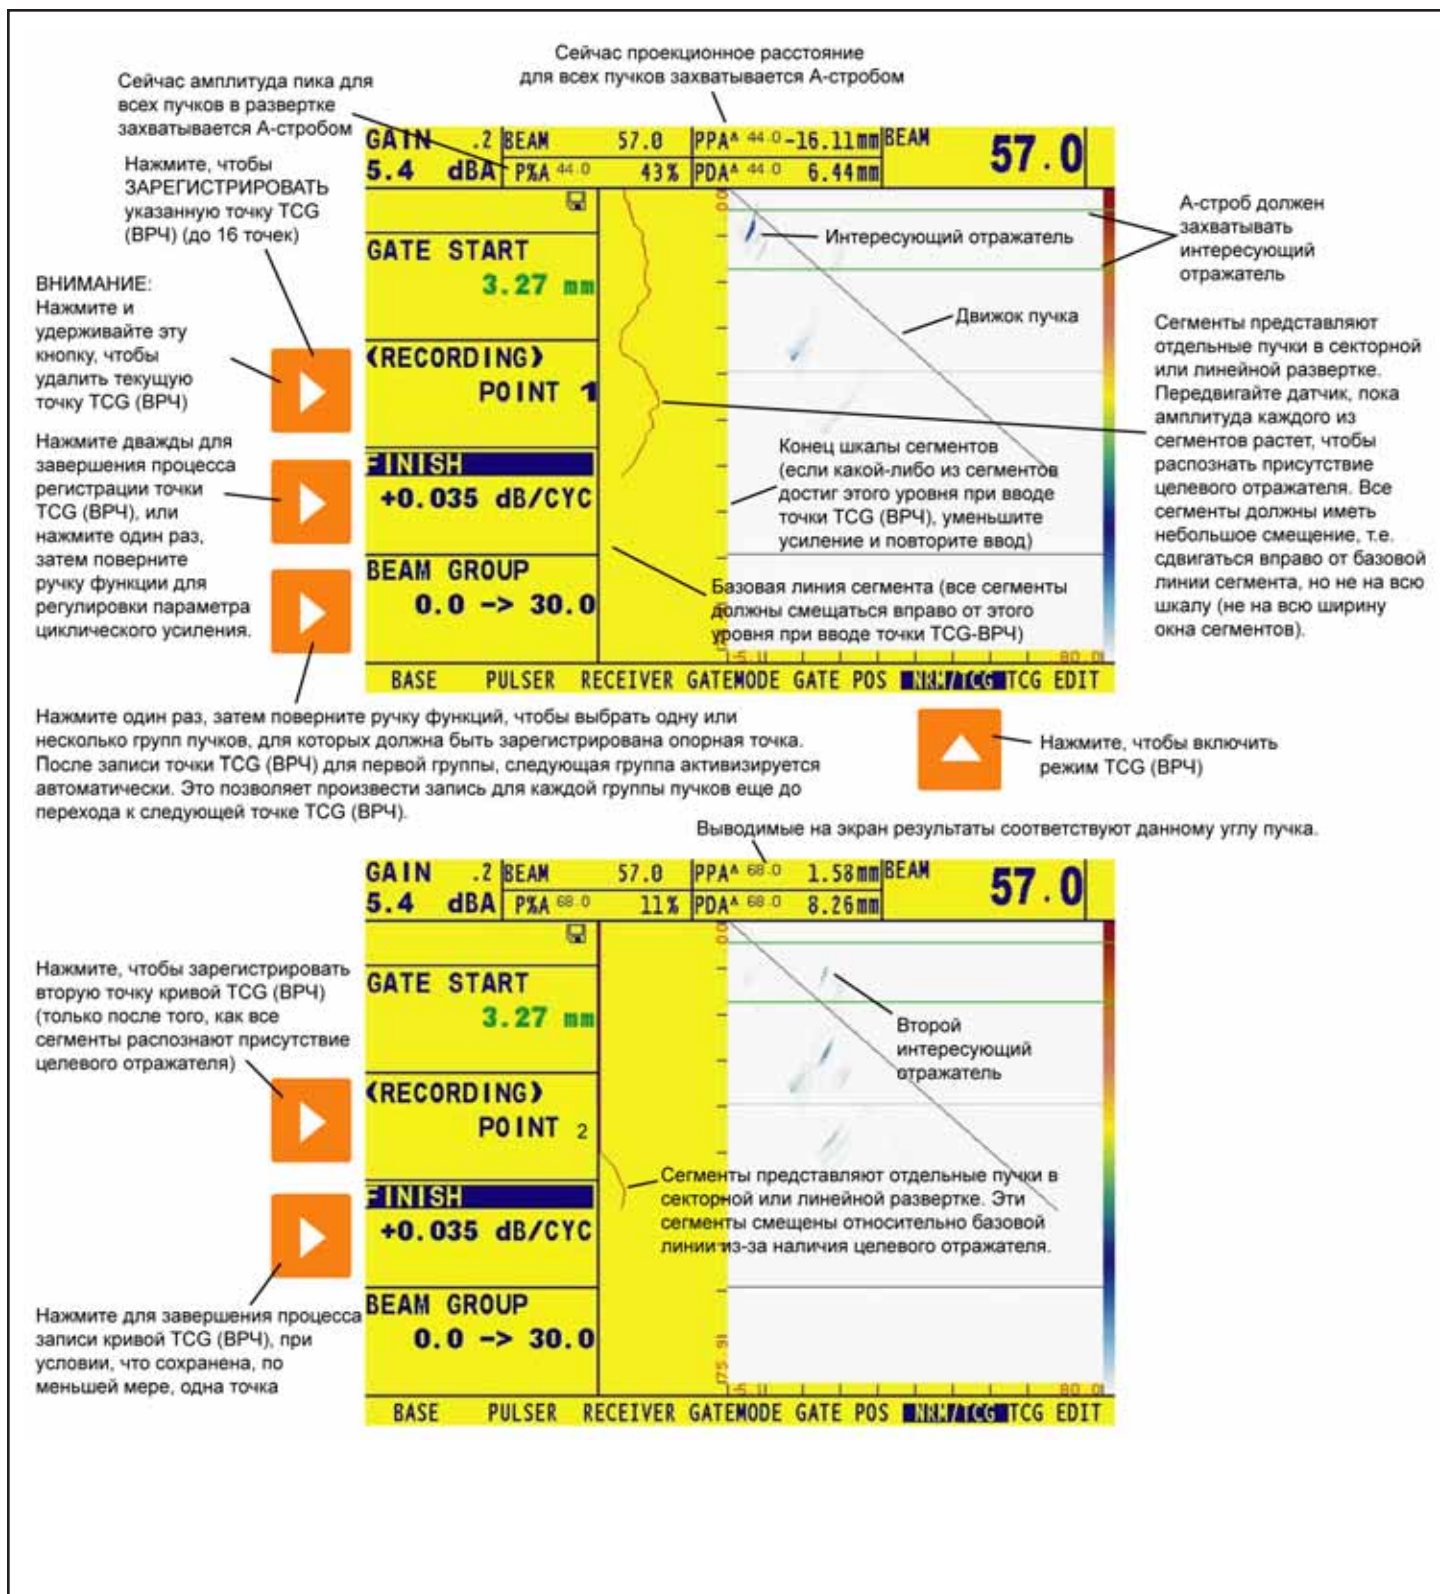 Сейчас проекционное расстояние
для всех пучков захватывается А-стробом
Сейчас амплитуда пика для
всех пучков в развертке
захватывается А-стробом
Нажмите, чтобы
ЗАРЕГИСТРИРОВАТЬ
указанную точку TCG
(ВРЧ) (до 16 точек)
ВНИМАНИЕ:
Нажмите и
удерживайте эту
кнопку, чтобы
удалить текущую
точку TCG (ВРЧ)
Нажмите дважды для
завершения процесса
регистрации точки
TCG (ВРЧ), или
нажмите один раз,
затем поверните
ручку функции для
регулировки параметра
циклического усиления.
GAIN .2 BEAM 57.0 PPA^ 44.0 -16.11mm BEAM 57.0
5.4 dBA P%A 44.0 43% PDA^ 44.0 6.44mm
GATE START
3.27 mm
(RECORDING)
POINT 1
FINISH
+0.035 dB/CYC
BEAM GROUP
0.0 -> 30.0
Интересующий отражатель
Движок пучка
Конец шкалы сегментов
(если какой-либо из сегментов
достиг этого уровня при вводе
точки TCG (ВРЧ), уменьшите
усиление и повторите ввод)
Базовая линия сегмента (все сегменты
должны смещаться вправо от этого
уровня при вводе точки TCG-ВРЧ)
80.0
BASE PULSER RECEIVER GATEMODE GATE POS NRM/TCG TCG EDIT
А-строб должен
захватывать
интересующий
отражатель
Сегменты представляют
отдельные пучки в секторной
или линейной развертке.
Передвигайте датчик, пока
амплитуда каждого из
сегментов растет, чтобы
распознать присутствие
целевого отражателя. Все
сегменты должны иметь
небольшое смещение, т.е.
сдвигаться вправо от базовой
линии сегмента, но не на всю
шкалу (не на всю ширину
окна сегментов).
Нажмите один раз, затем поверните ручку функций, чтобы выбрать одну или
несколько групп пучков, для которых должна быть зарегистрирована опорная точка.
После записи точки TCG (ВРЧ) для первой группы, следующая группа активизируется
автоматически. Это позволяет произвести запись для каждой группы пучков еще до
перехода к следующей точке TCG (ВРЧ).
Нажмите, чтобы включить
режим TCG (ВРЧ)
Выводимые на экран результаты соответствуют данному углу пучка.
GAIN .2 BEAM 57.0 PPA^ 68.0 1.58mm BEAM 57.0
5.4 dBA P%A 68.0 11% PDA^ 68.0 8.26mm
GATE START
3.27 mm
(RECORDING)
POINT 2
FINISH
+0.035 dB/CYC
BEAM GROUP
0.0 -> 30.0
Второй
интересующий
отражатель
Сегменты представляют отдельные пучки в
секторной или линейной развертке. Эти
сегменты смещены относительно базовой
линии из-за наличия целевого отражателя.
75.91
80.0
BASE PULSER RECEIVER GATEMODE GATE POS NRM/TCG TCG EDIT
Нажмите, чтобы зарегистрировать
вторую точку кривой TCG (ВРЧ)
(только после того, как все
сегменты распознают присутствие
целевого отражателя)
Нажмите для завершения процесса
записи кривой TCG (ВРЧ), при
условии, что сохранена, по
меньшей мере, одна точка